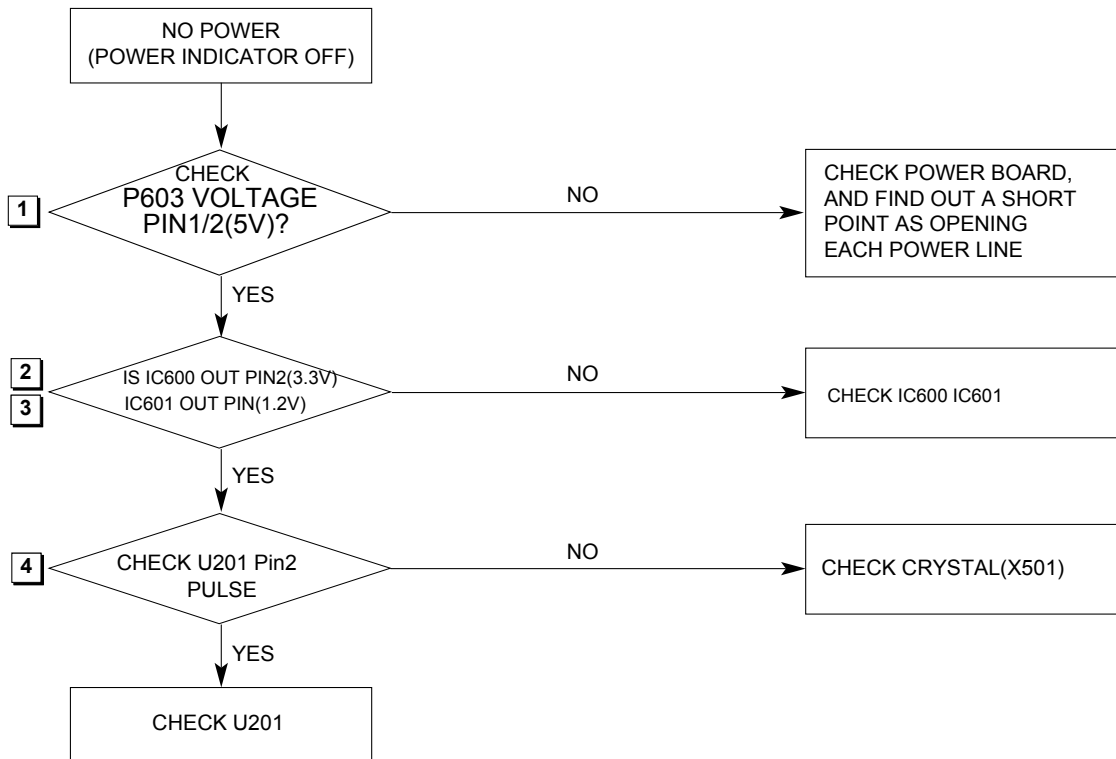 NO POWER
(POWER INDICATOR OFF)
1
CHECK
P603 VOLTAGE
PIN1/2(5V)?
NO
CHECK POWER BOARD,
AND FIND OUT A SHORT
POINT AS OPENING
EACH POWER LINE
YES
2
3
IS IC600 OUT PIN2(3.3V)
IC601 OUT PIN(1.2V)
NO
CHECK IC600 IC601
YES
4
CHECK U201 Pin2
PULSE
NO
CHECK CRYSTAL(X501)
YES
CHECK U201